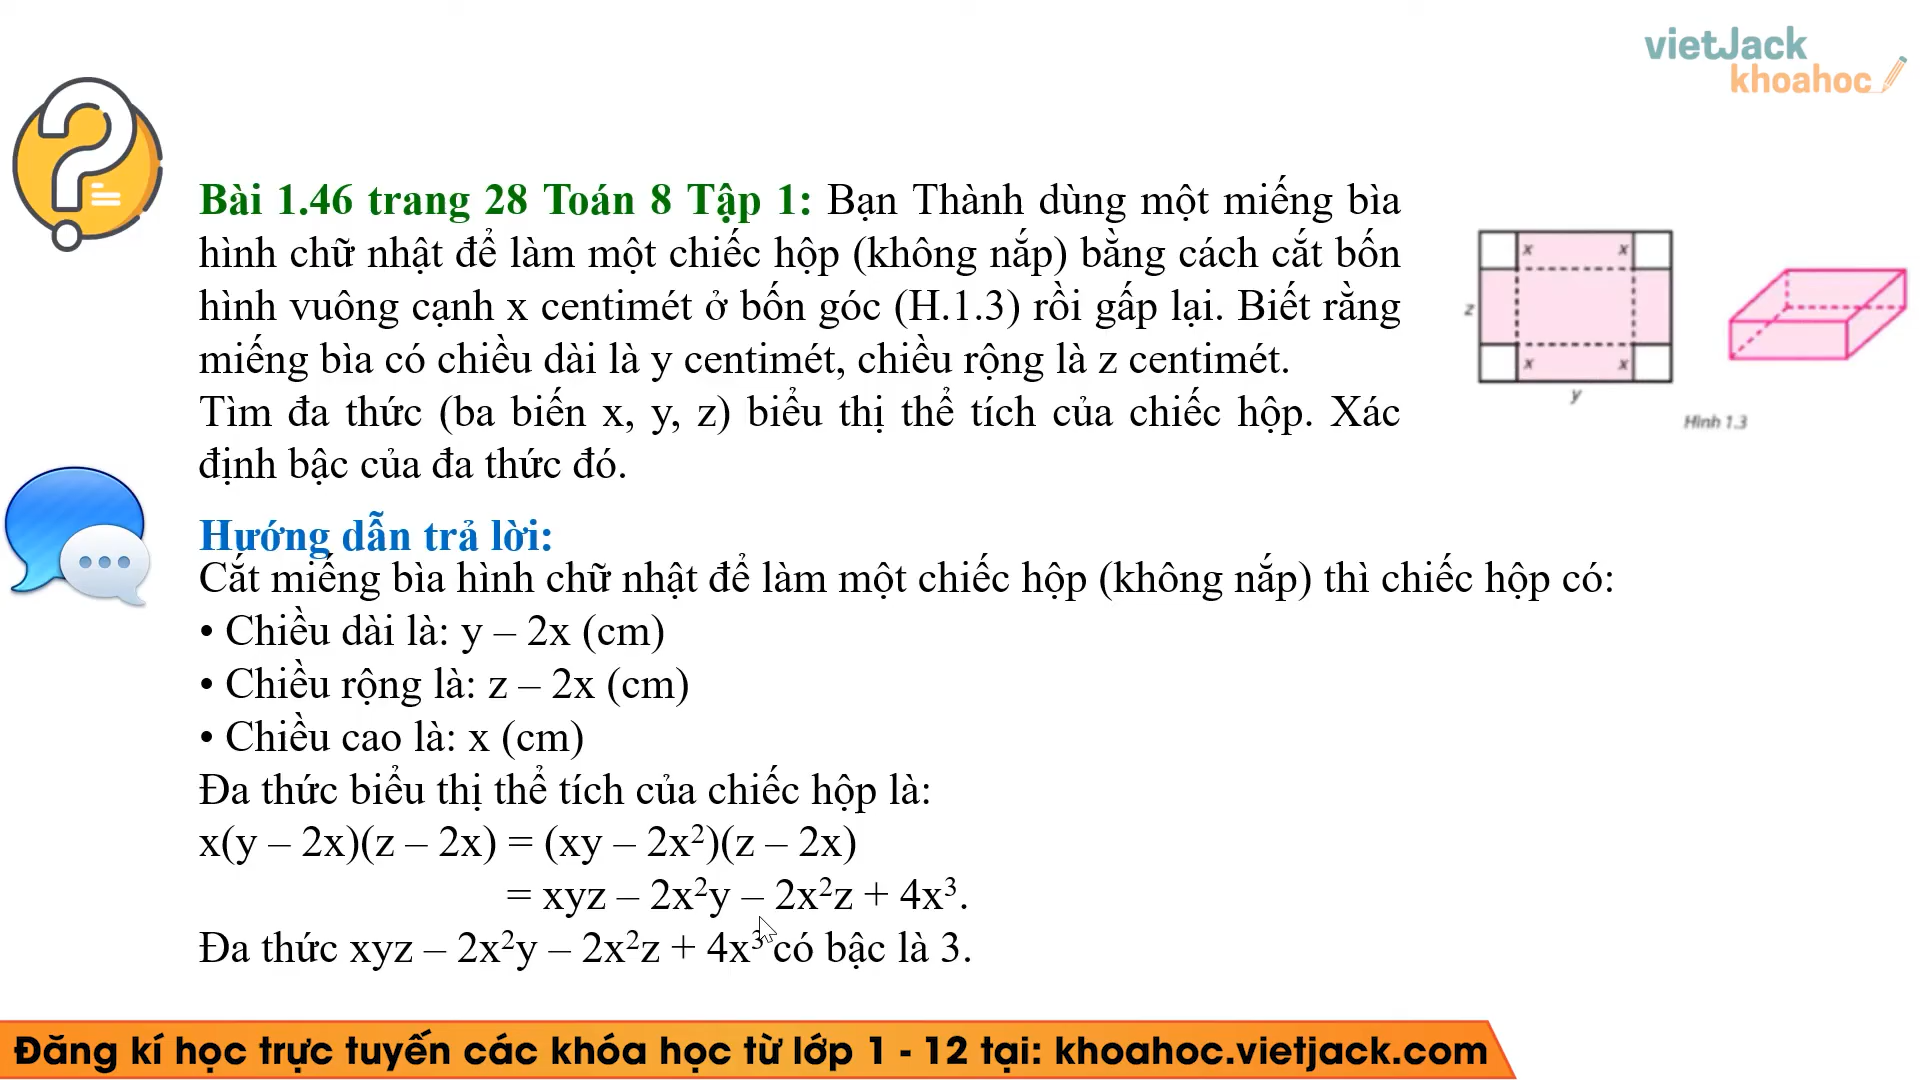 vietJack
khoahoc
Bài 1.46 trang 28 Toán 8 Tập 1: Bạn Thành dùng một miếng bìa
hình chữ nhật để làm một chiếc hộp (không nắp) bằng cách cắt bốn
hình vuông cạnh x centimét ở bốn góc (H.1.3) rồi gấp lại. Biết rằng
miếng bìa có chiều dài là y centimét, chiều rộng là z centimét.
Tìm đa thức (ba biến x, y, z) biểu thị thể tích của chiếc hộp. Xác
định bậc của đa thức đó.
x x
z
x x
y
Hình 1.3
Hướng dẫn trả lời:
Cắt miếng bìa hình chữ nhật để làm một chiếc hộp (không nắp) thì chiếc hộp có:
• Chiều dài là: y – 2x (cm)
• Chiều rộng là: z – 2x (cm)
• Chiều cao là: x (cm)
Đa thức biểu thị thể tích của chiếc hộp là:
x(y – 2x)(z – 2x) = (xy – 2x²)(z – 2x)
= xyz – 2x²y – 2x²z + 4x³.
Đa thức xyz – 2x²y – 2x²z + 4x³ có bậc là 3.
Đăng kí học trực tuyến các khóa học từ lớp 1 - 12 tại: khoahoc.vietjack.com